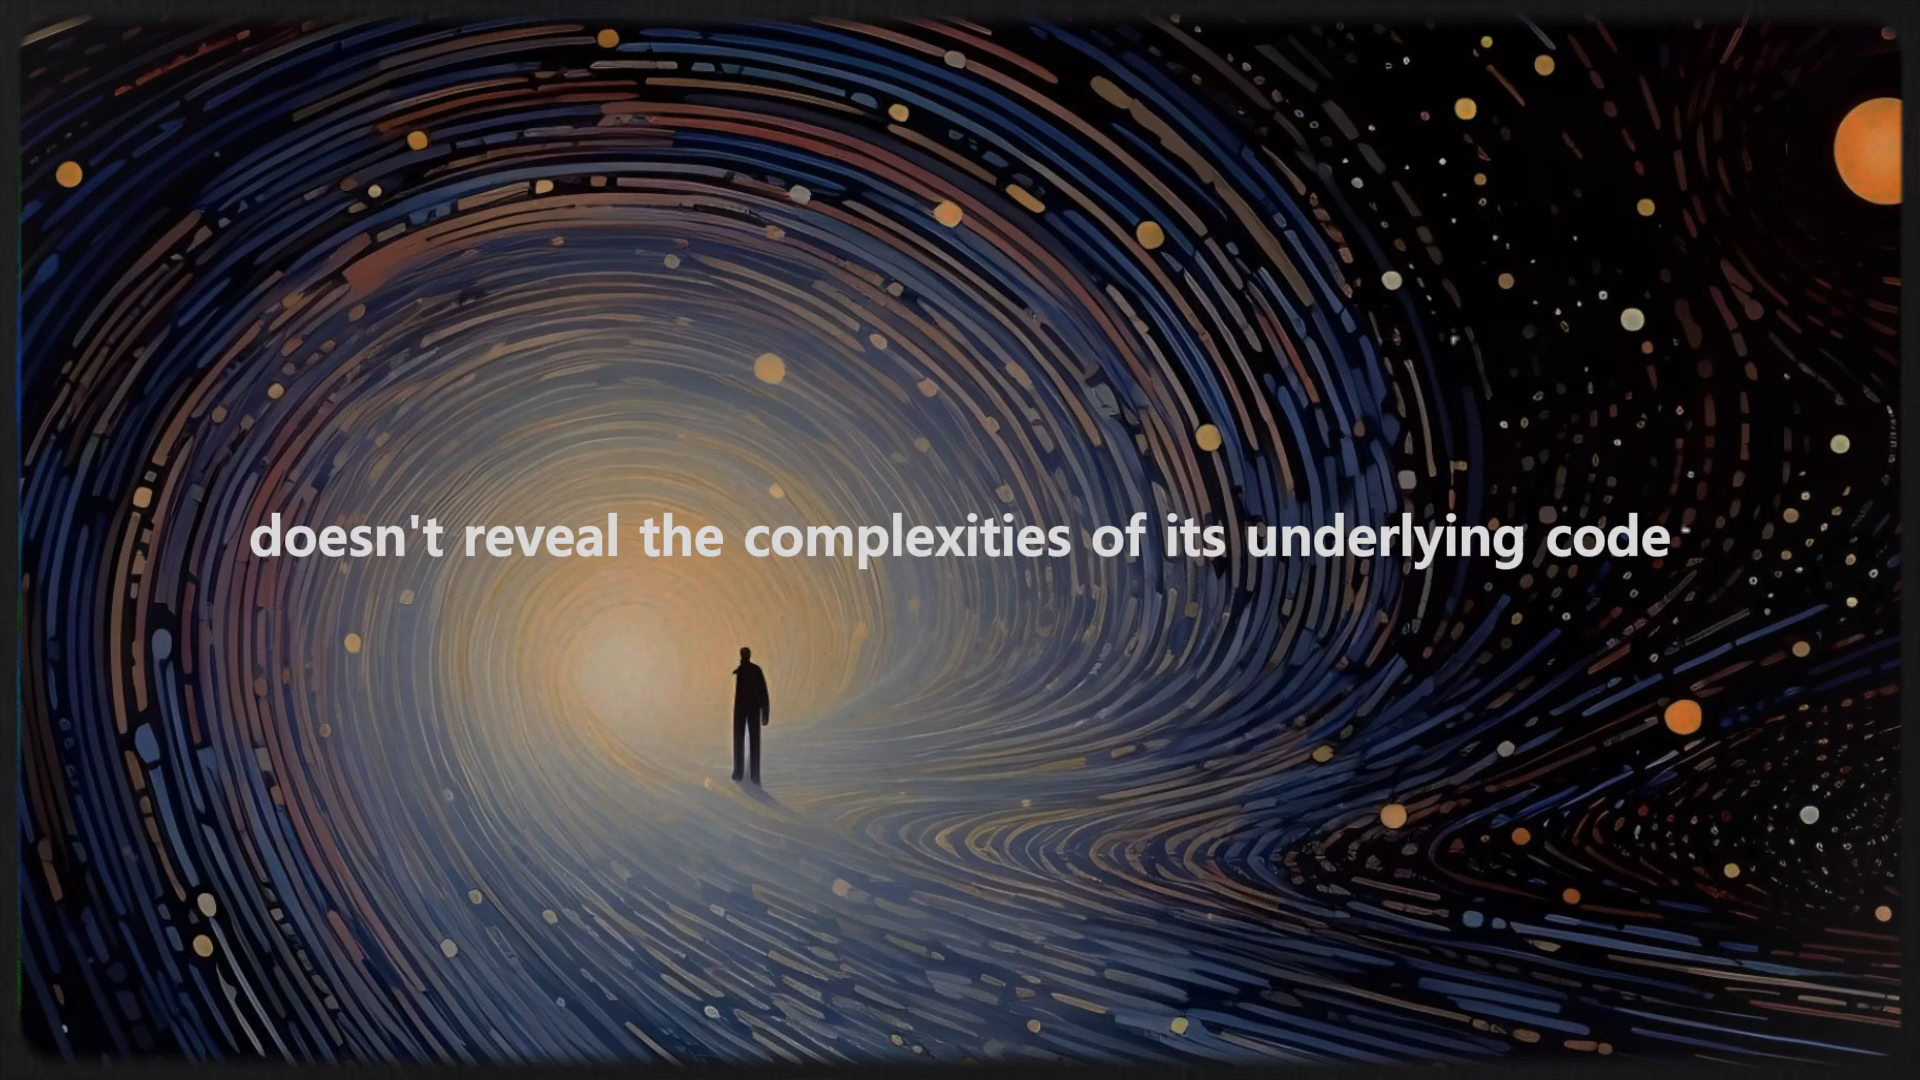 doesn't reveal the complexities of its underlying code